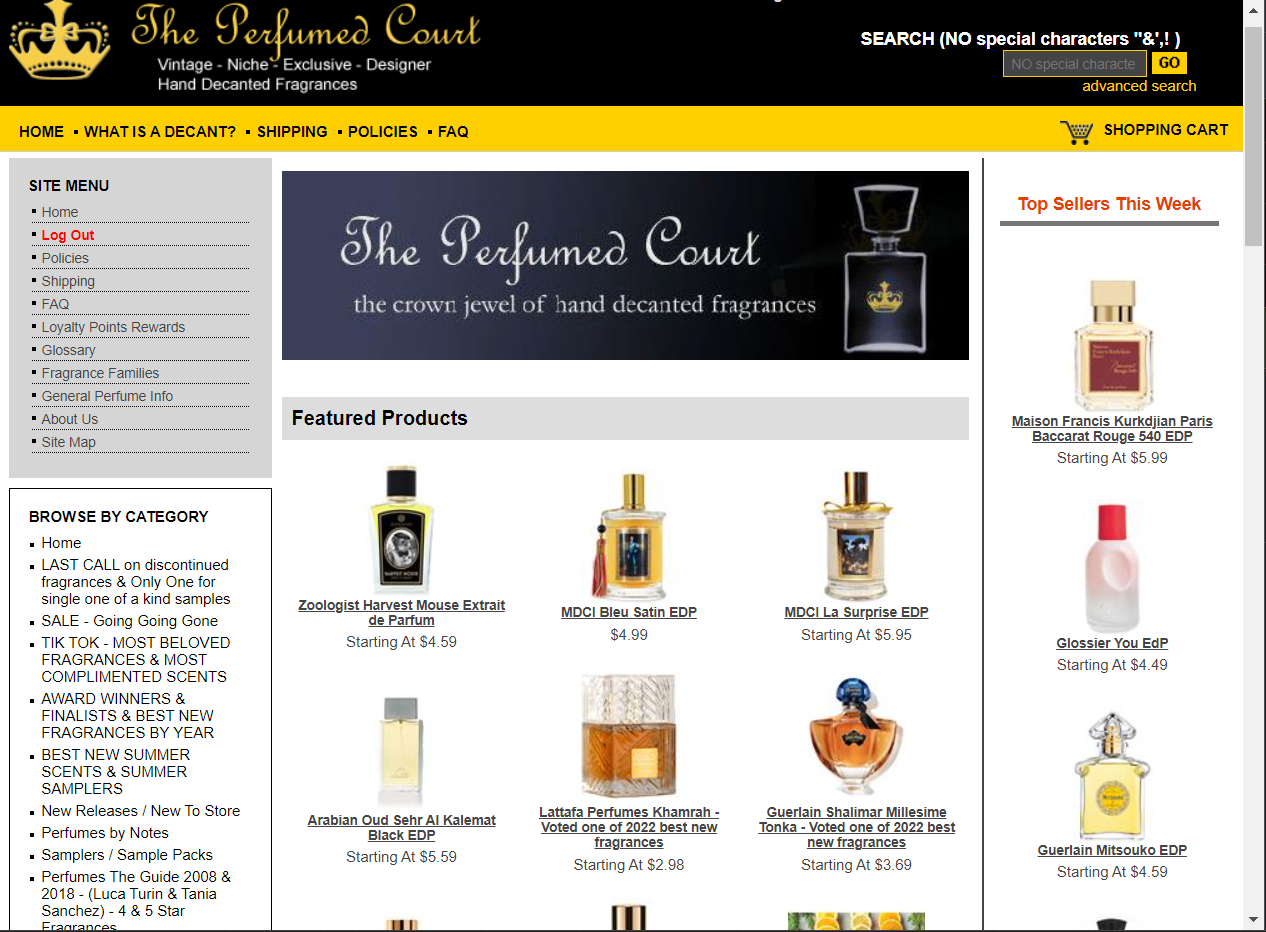 The Perfumed Court
Vintage - Niche - Exclusive - Designer
Hand Decanted Fragrances
SEARCH (NO special characters "&',! )
NO special characte
GO
advanced search
HOME ▪ WHAT IS A DECANT? ▪ SHIPPING ▪ POLICIES ▪ FAQ
SHOPPING CART
SITE MENU
Home
Log Out
Policies
Shipping
FAQ
Loyalty Points Rewards
Glossary
Fragrance Families
General Perfume Info
About Us
Site Map
BROWSE BY CATEGORY
Home
LAST CALL on discontinued
fragrances & Only One for
single one of a kind samples
SALE - Going Going Gone
TIK TOK - MOST BELOVED
FRAGRANCES & MOST
COMPLIMENTED SCENTS
AWARD WINNERS &
FINALISTS & BEST NEW
FRAGRANCES BY YEAR
BEST NEW SUMMER
SCENTS & SUMMER
SAMPLERS
New Releases / New To Store
Perfumes by Notes
Samplers / Sample Packs
Perfumes The Guide 2008 &
2018 - (Luca Turin & Tania
Sanchez) - 4 & 5 Star
Fragrances
The Perfumed Court
the crown jewel of hand decanted fragrances
Featured Products
Zoologist Harvest Mouse Extrait
de Parfum
Starting At $4.59
MDCI Bleu Satin EDP
$4.99
MDCI La Surprise EDP
Starting At $5.95
Arabian Oud Sehr Al Kalemat
Black EDP
Starting At $5.59
Lattafa Perfumes Khamrah -
Voted one of 2022 best new
fragrances
Starting At $2.98
Guerlain Shalimar Millesime
Tonka - Voted one of 2022 best
new fragrances
Starting At $3.69
Top Sellers This Week
Maison Francis Kurkdjian Paris
Baccarat Rouge 540 EDP
Starting At $5.99
Glossier You EdP
Starting At $4.49
Guerlain Mitsouko EDP
Starting At $4.59